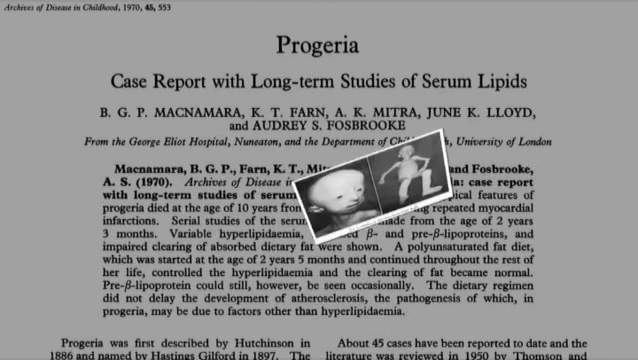 Archives of Disease in Childhood, 1970, 45, 553
Progeria
Case Report with Long-term Studies of Serum Lipids
B. G. P. MACNAMARA, K. T. FARN, A. K. MITRA, JUNE K. LLOYD,
and AUDREY S. FOSBROOKE
From the George Eliot Hospital, Nuneaton, and the Department of University of London
Macnamara, B. G. P., Farn, K. T., and Fosbrooke,
A. S. (1970). Archives of Disease case report
with long-term studies of features of
progeria died at the age of 10 years repeated myocardial
infarctions. Serial studies of the from the age of 2 years
3 months. Variable hyperlipidaemia, β- and pre-β-lipoproteins, and
impaired clearing of absorbed dietary fat were shown. A polyunsaturated fat diet,
which was started at the age of 2 years 5 months and continued throughout the rest of
her life, controlled the hyperlipidaemia and the clearing of fat became normal.
Pre-β-lipoprotein could still, however, be seen occasionally. The dietary regimen
did not delay the development of atherosclerosis, the pathogenesis of which, in
progeria, may be due to factors other than hyperlipidaemia.
Progeria was first described by Hutchinson in
1886 and named by Hastings Gilford in 1897. The
About 45 cases have been reported to date and the
literature was reviewed in 1950 by Thomson and